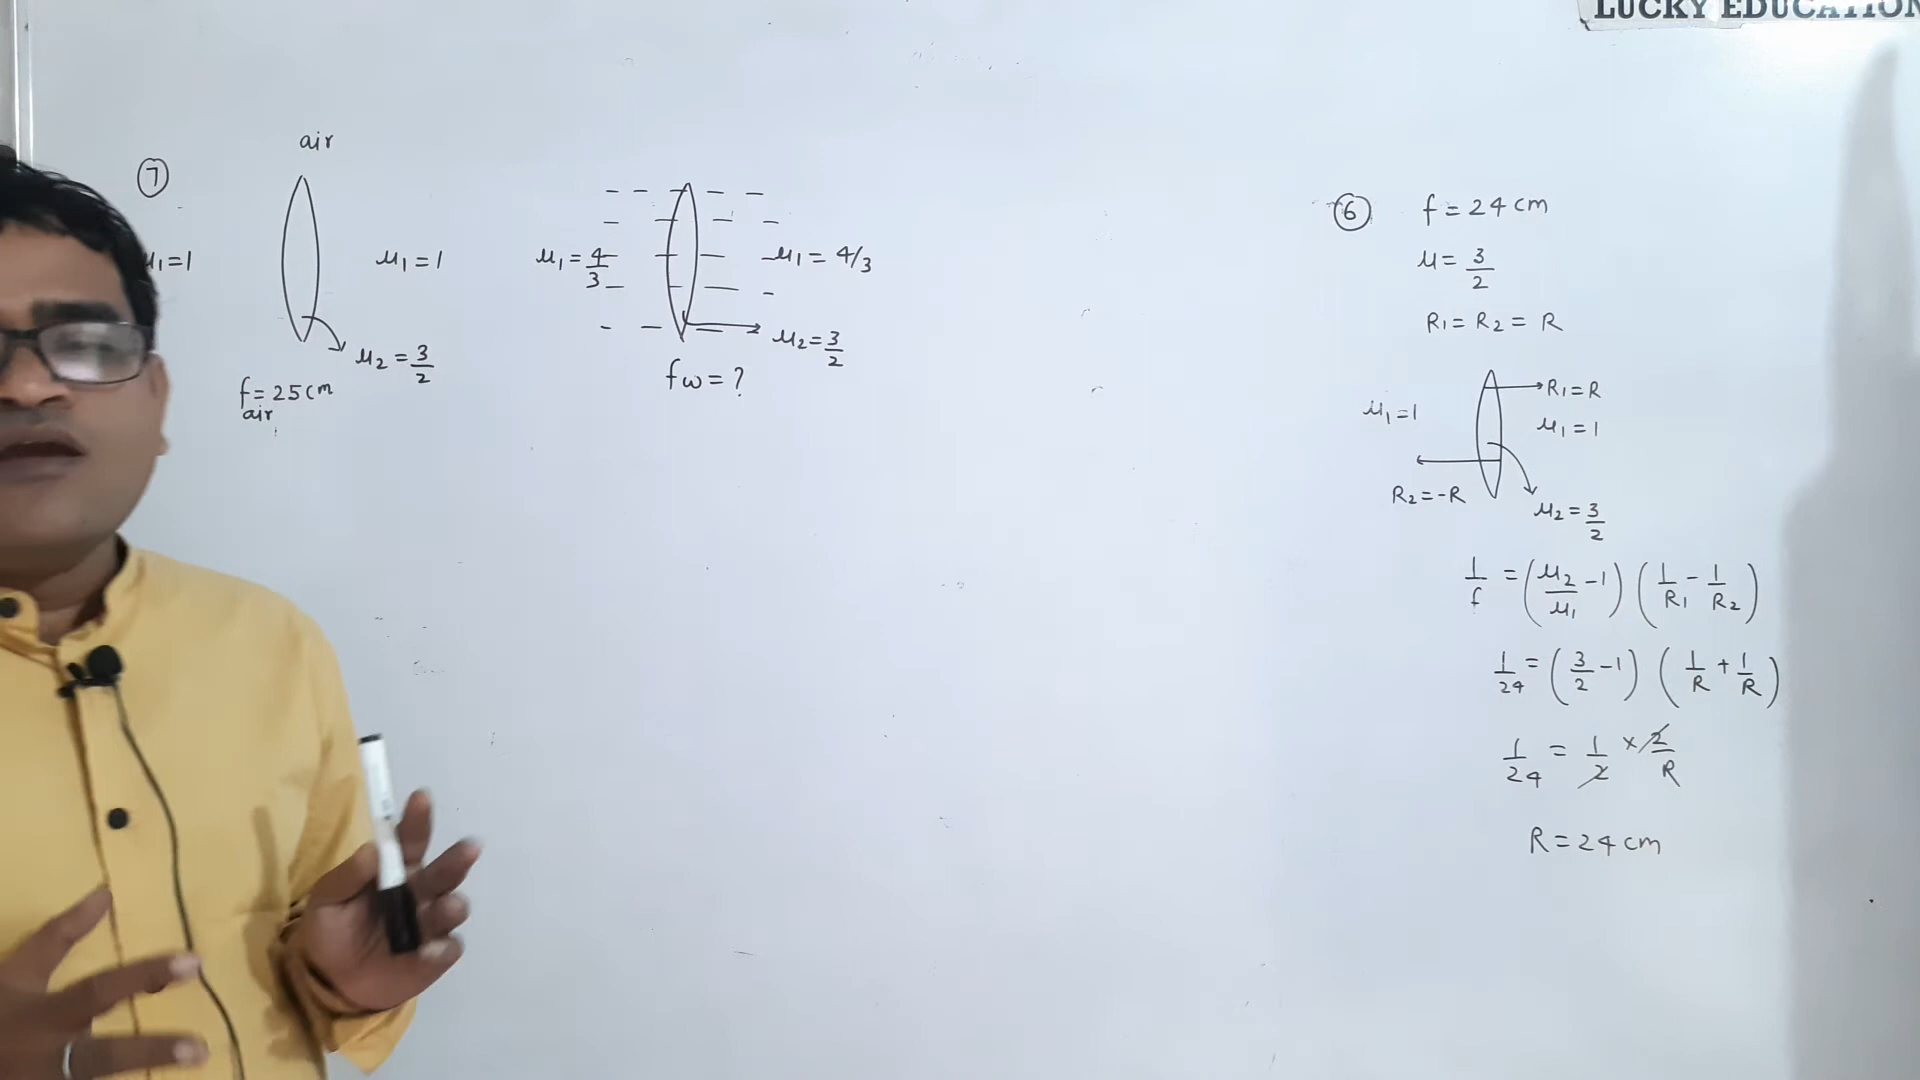 LUCKY EDUCATION
air
7
μ1=1
μ1=1
μ2 = 3/2
f = 25 cm
air
μ1 = 4/3
μ1 = 4/3
μ2 = 3/2
fw = ?
6
f = 24 cm
μ = 3/2
R1 = R2 = R
R1 = R
μ1 = 1
μ1 = 1
R2 = -R
μ2 = 3/2
1/f = (μ2/μ1 - 1) (1/R1 - 1/R2)
1/24 = (3/2 - 1) (1/R + 1/R)
1/24 = 1/2 × 2/R
R = 24 cm